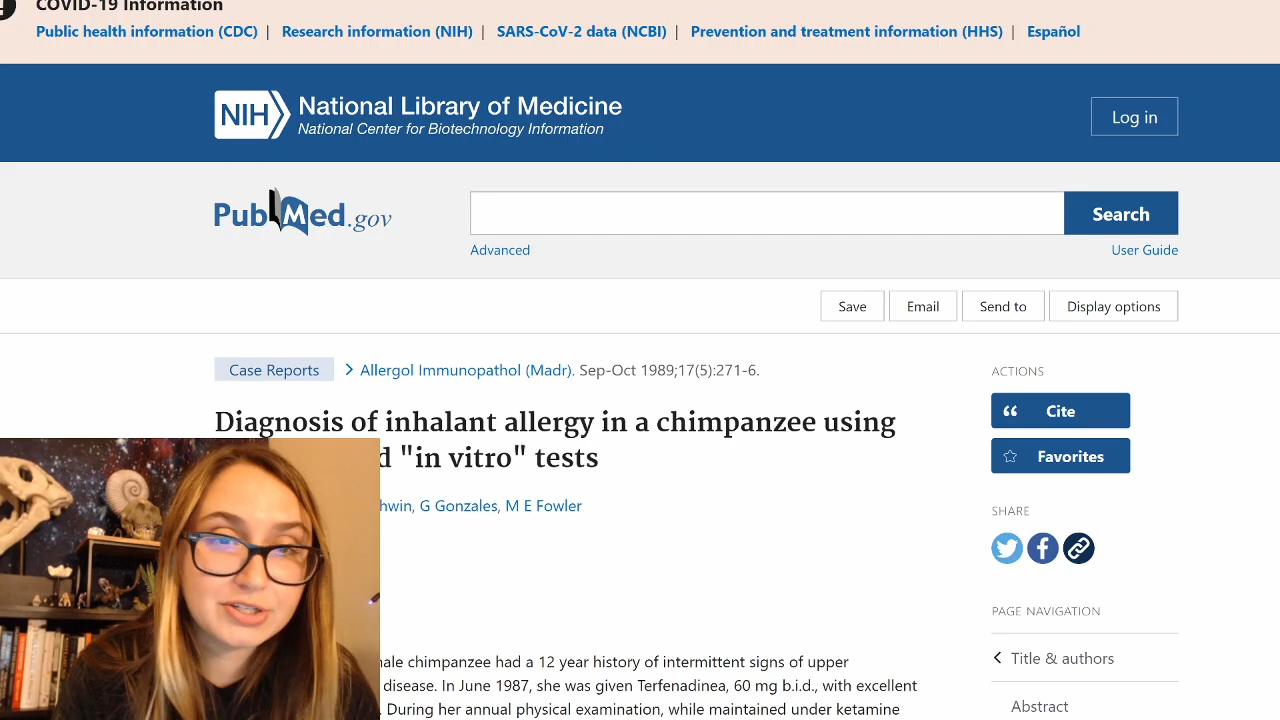 COVID-19 Information
Public health information (CDC) | Research information (NIH) | SARS-CoV-2 data (NCBI) | Prevention and treatment information (HHS) | Español
NIH National Library of Medicine
National Center for Biotechnology Information
Log in
PubMed.gov
Search
Advanced
User Guide
Save
Email
Send to
Display options
Case Reports
Allergol Immunopathol (Madr). Sep-Oct 1989;17(5):271-6.
Diagnosis of inhalant allergy in a chimpanzee using
"in vitro" tests
G Gonzales, M E Fowler
chimpanzee had a 12 year history of intermittent signs of upper
disease. In June 1987, she was given Terfenadinea, 60 mg b.i.d., with excellent
. During her annual physical examination, while maintained under ketamine
ACTIONS
Cite
Favorites
SHARE
PAGE NAVIGATION
Title & authors
Abstract